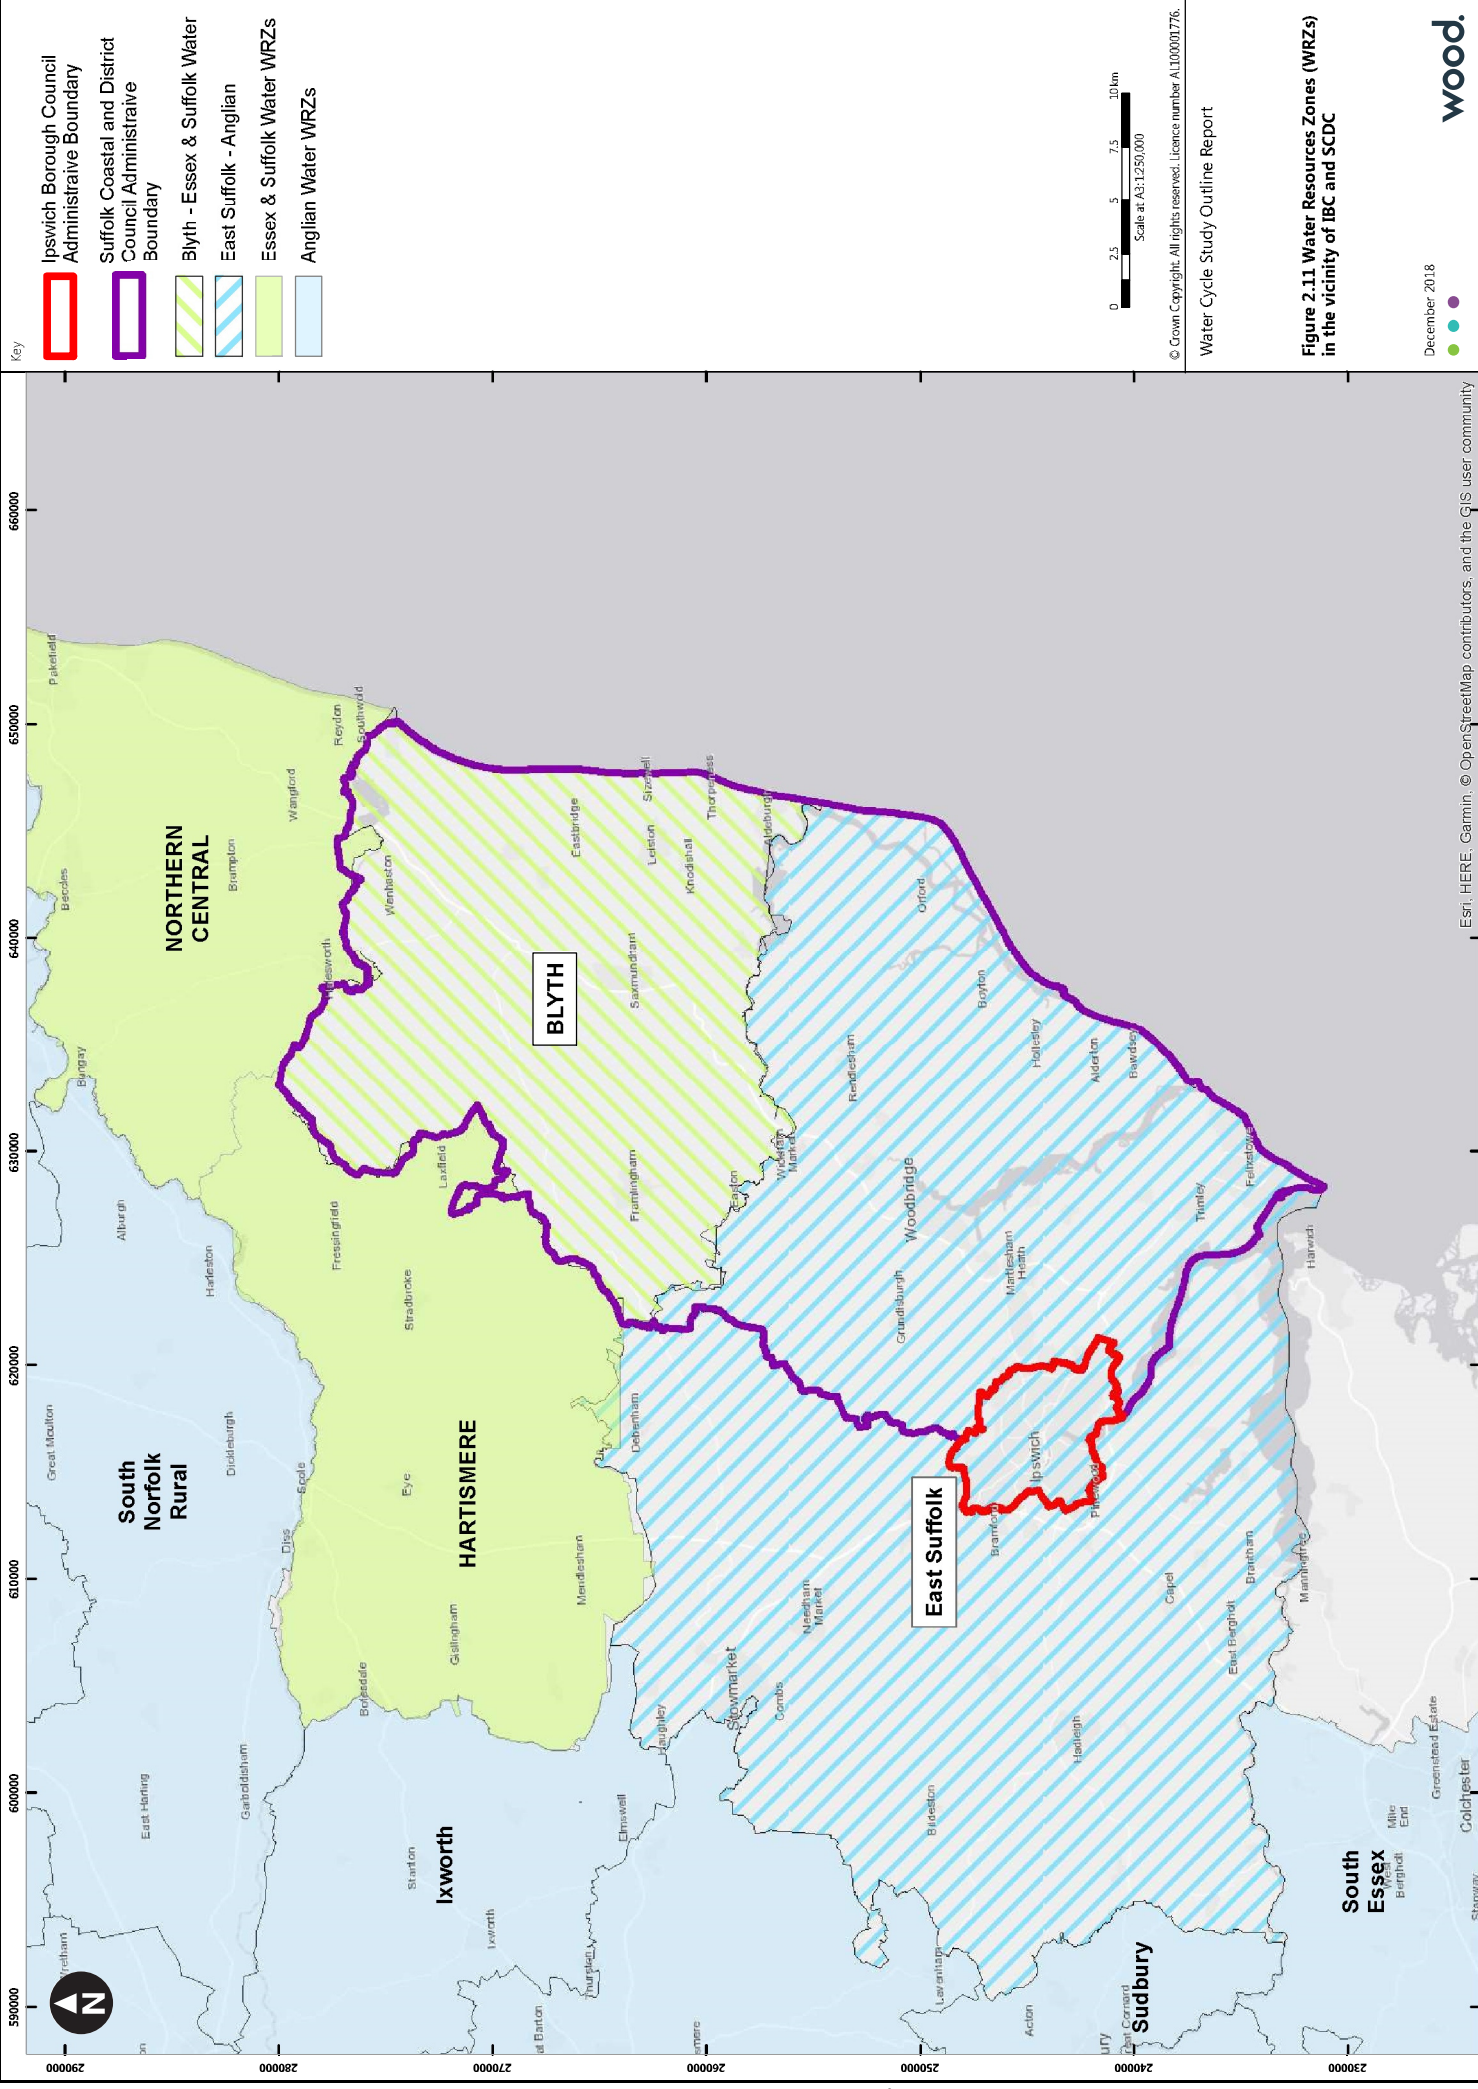 Key
Ipswich Borough Council
Administraive Boundary
Suffolk Coastal and District
Council Administraive
Boundary
Blyth - Essex & Suffolk Water
East Suffolk - Anglian
Essex & Suffolk Water WRZs
Anglian Water WRZs
0 2.5 5 7.5 10 km
Scale at A3: 1:250,000
© Crown Copyright. All rights reserved. Licence number AL100001776.
Water Cycle Study Outline Report
Figure 2.11 Water Resources Zones (WRZs)
in the vicinity of IBC and SCDC
December 2018
wood.
590000 600000 610000 620000 630000 640000 650000 660000
290000
280000
270000
260000
250000
240000
230000
N
NORTHERN
CENTRAL
South
Norfolk
Rural
HARTISMERE
BLYTH
Ixworth
East Suffolk
Sudbury
South
Essex
Pakefield
Beccles
Bungay
Alburgh
Great Moulton
Harleston
Dickleburgh
Scole
Diss
East Harling
Garboldisham
Reydon
Southwold
Wangford
Brampton
Halesworth
Wenhaston
Fressingfield
Laxfield
Stradbroke
Eye
Botesdale
Gislingham
Mendlesham
Stanton
Ixworth
Elmswell
Thurston
Eastbridge
Sizewell
Leiston
Knodishall
Thorpeness
Aldeburgh
Saxmundham
Framlingham
Easton
Wickham
Market
Debenham
Haughley
Stowmarket
Combs
Needham
Market
Rendlesham
Orford
Boyton
Hollesley
Alderton
Bawdsey
Woodbridge
Grundisburgh
Martlesham
Heath
Trimley
Felixstowe
Harwich
Ipswich
Bramford
Pinewood
Capel
Brantham
Manningtree
East Bergholt
Hadleigh
Bildeston
Lavenham
Acton
Greenstead Estate
Mile
End
West
Bergholt
Colchester
Esri, HERE, Garmin, © OpenStreetMap contributors, and the GIS user community